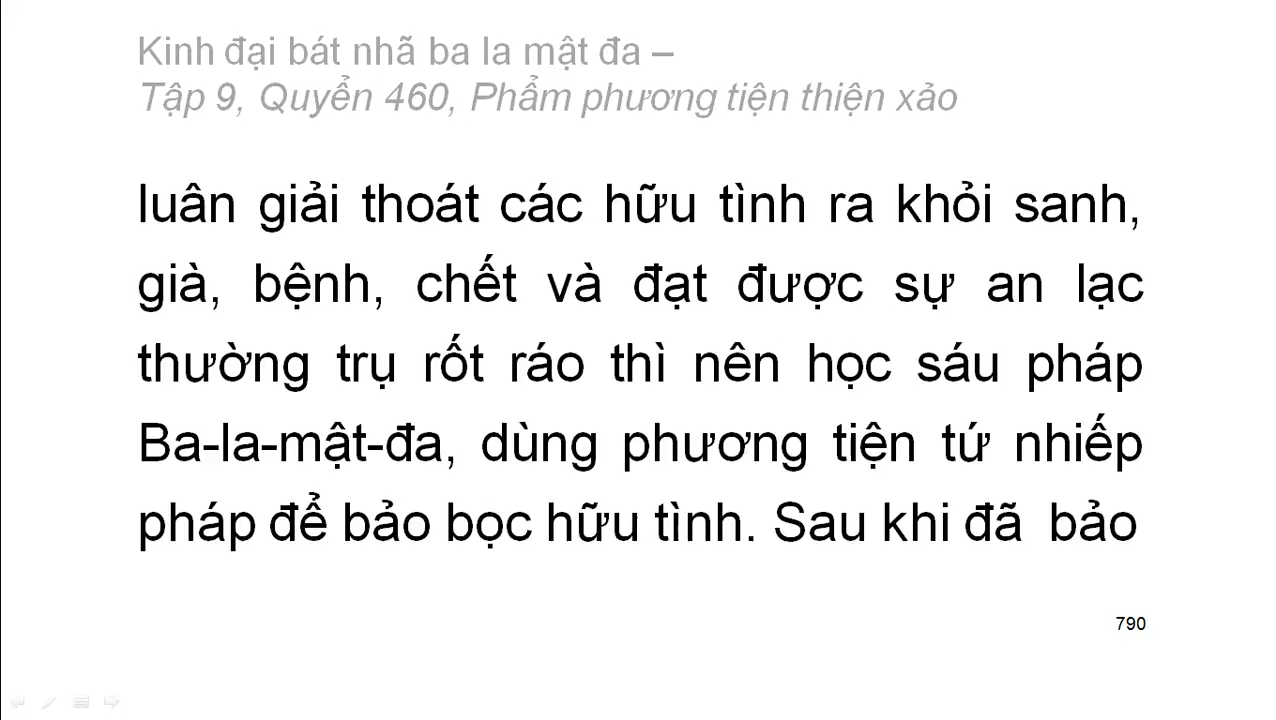 Kinh đại bát nhã ba la mật đa –
Tập 9, Quyển 460, Phẩm phương tiện thiện xảo
luân giải thoát các hữu tình ra khỏi sanh,
già, bệnh, chết và đạt được sự an lạc
thường trụ rốt ráo thì nên học sáu pháp
Ba-la-mật-đa, dùng phương tiện tứ nhiếp
pháp để bảo bọc hữu tình. Sau khi đã bảo
790